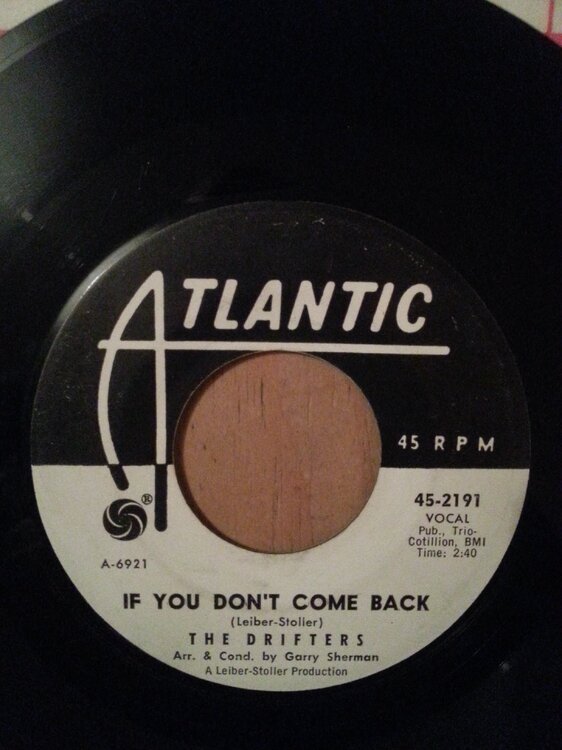 ATLANTIC
45 RPM
®
45-2191
VOCAL
Pub., Trio-
Cotillion, BMI
Time: 2:40
A-6921
IF YOU DON'T COME BACK
(Leiber-Stoller)
THE DRIFTERS
Arr. & Cond. by Garry Sherman
A Leiber-Stoller Production